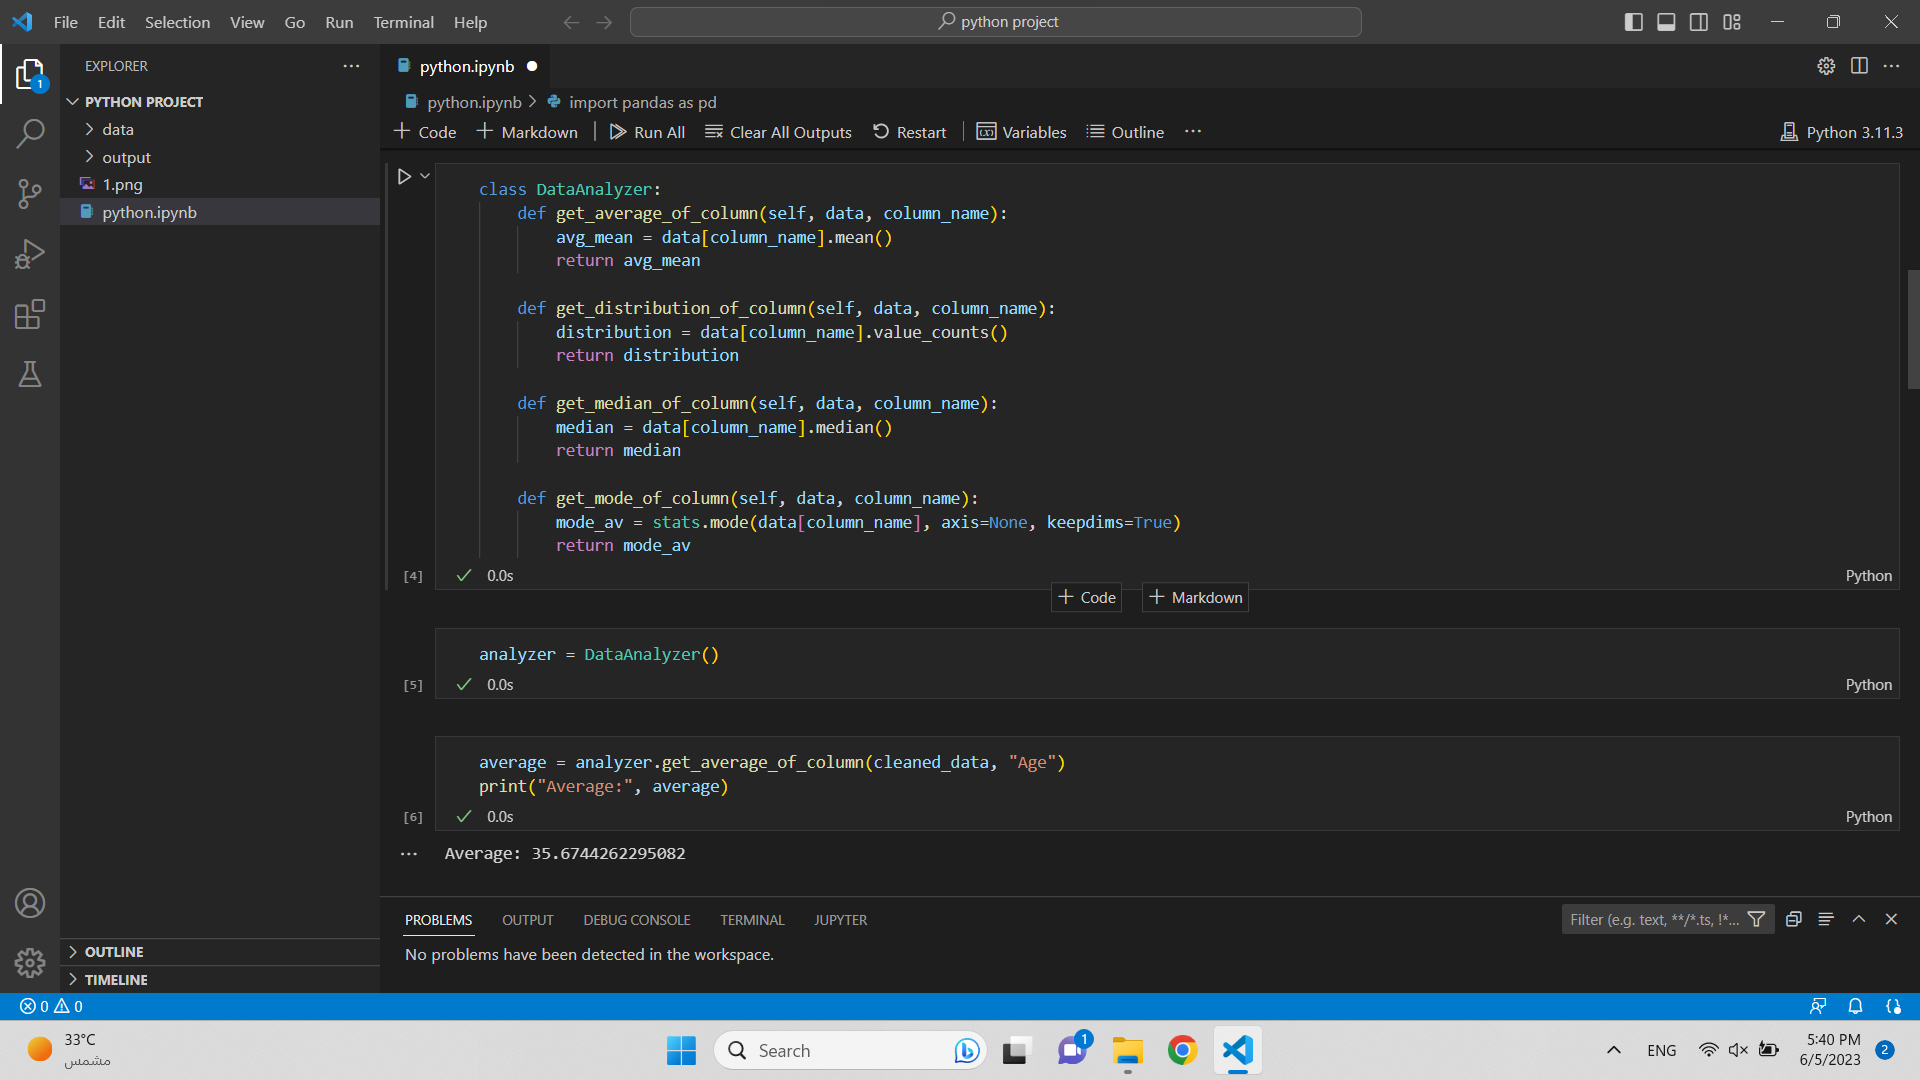 File Edit Selection View Go Run Terminal Help
python project
EXPLORER
PYTHON PROJECT
data
output
1.png
python.ipynb
OUTLINE
TIMELINE
1
python.ipynb
python.ipynb > import pandas as pd
+ Code + Markdown Run All Clear All Outputs Restart Variables Outline ...
Python 3.11.3
class DataAnalyzer:
    def get_average_of_column(self, data, column_name):
        avg_mean = data[column_name].mean()
        return avg_mean
    def get_distribution_of_column(self, data, column_name):
        distribution = data[column_name].value_counts()
        return distribution
    def get_median_of_column(self, data, column_name):
        median = data[column_name].median()
        return median
    def get_mode_of_column(self, data, column_name):
        mode_av = stats.mode(data[column_name], axis=None, keepdims=True)
        return mode_av
[4] 0.0s Python
+ Code + Markdown
analyzer = DataAnalyzer()
[5] 0.0s Python
average = analyzer.get_average_of_column(cleaned_data, "Age")
print("Average:", average)
[6] 0.0s Python
... Average: 35.6744262295082
PROBLEMS OUTPUT DEBUG CONSOLE TERMINAL JUPYTER
Filter (e.g. text, **/*.ts, !*...
No problems have been detected in the workspace.
0 0
33°C
مشمس
Search
1
ENG
5:40 PM
6/5/2023
2